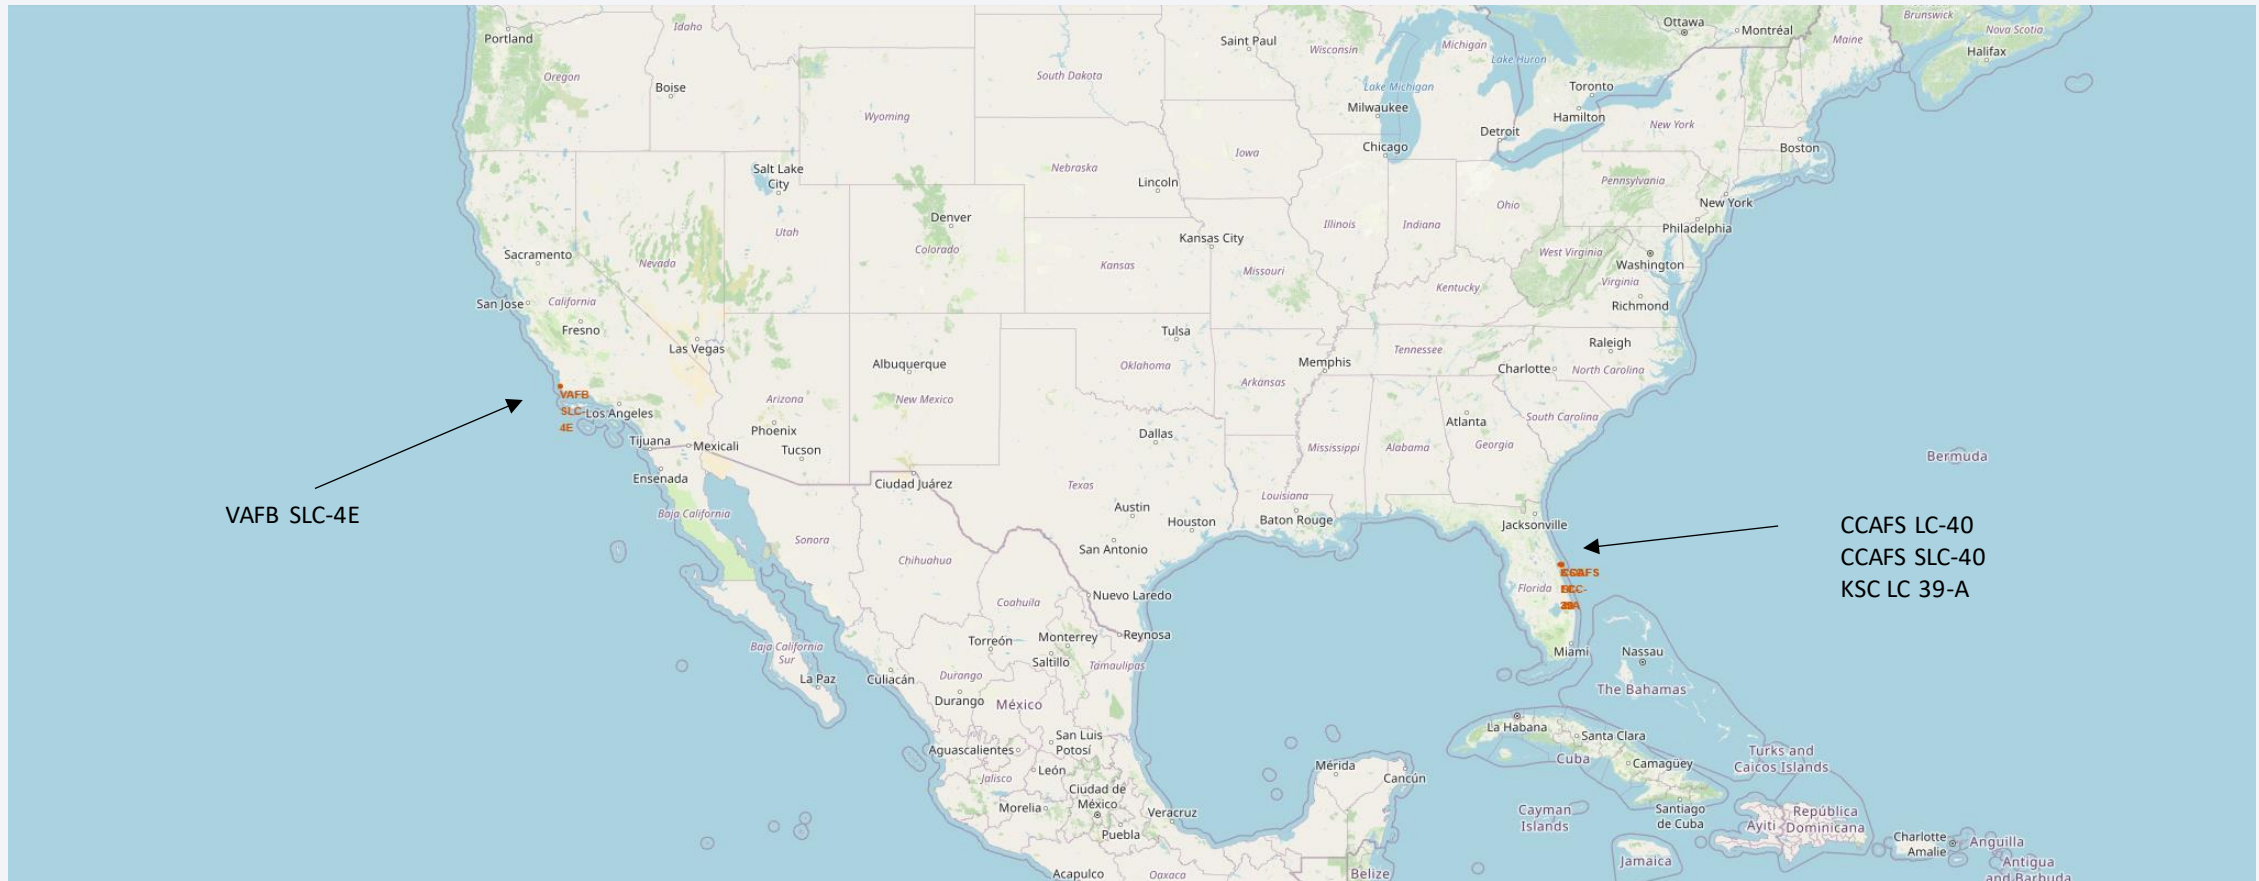 Portland
Idaho
Oregon
Boise
South Dakota
Saint Paul
Wisconsin
Michigan
Lake Huron
Ottawa
Montréal
Maine
Brunswick
Nova Scotia
Halifax
Wyoming
Lake Michigan
Milwaukee
Toronto
Hamilton
New York
Detroit
Chicago
Boston
Salt Lake
City
Nebraska
Iowa
Lincoln
Pennsylvania
New York
Denver
Utah
Colorado
Illinois
Indiana
Ohio
Philadelphia
Sacramento
Nevada
Kansas City
Kansas
Missouri
West Virginia
Washington
Virginia
Kentucky
Richmond
San Jose
California
Fresno
Las Vegas
Tulsa
Albuquerque
Oklahoma
Memphis
Tennessee
Raleigh
Charlotte
North Carolina
Arkansas
VAFB
SLC-
4E
Los Angeles
Arizona
New Mexico
South Carolina
Phoenix
Tucson
Tijuana
Mexicali
Dallas
Atlanta
Mississippi
Alabama
Georgia
Bermuda
Ensenada
Ciudad Juárez
Texas
Louisiana
VAFB SLC-4E
Baja California
Austin
Houston
Baton Rouge
Jacksonville
CCAFS LC-40
CCAFS SLC-40
KSC LC 39-A
Sonora
Chihuahua
San Antonio
Florida
Coahuila
Nuevo Laredo
Reynosa
Torreón
Monterrey
Saltillo
Tamaulipas
Baja California
Sur
La Paz
Culiacán
Durango
Durango
México
Miami
Nassau
The Bahamas
La Habana
Santa Clara
Cuba
Camagüey
Turks and
Caicos Islands
Aguascalientes
San Luis
Potosí
León
Jalisco
Mérida
Cancún
Ciudad de
México
Morelia
Veracruz
Puebla
Cayman
Islands
Santiago
de Cuba
Ayiti
República
Dominicana
Charlotte
Amalie
Anguilla
Antigua
and Barbuda
Jamaica
Acapulco
Oaxaca
Belize